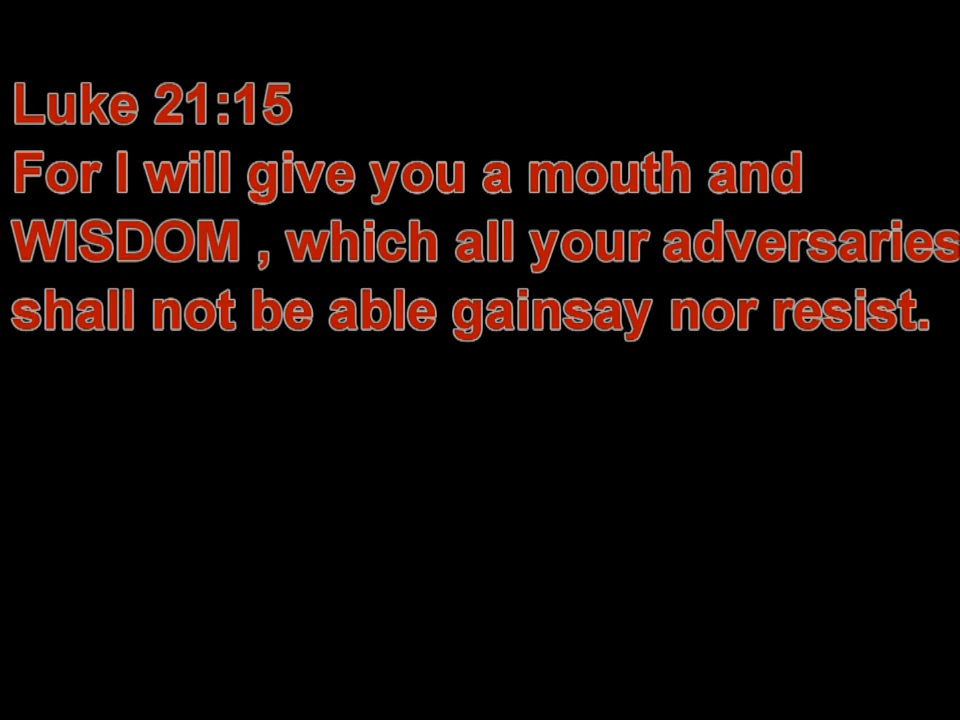 Luke 21:15
For I will give you a mouth and
WISDOM , which all your adversaries
shall not be able gainsay nor resist.